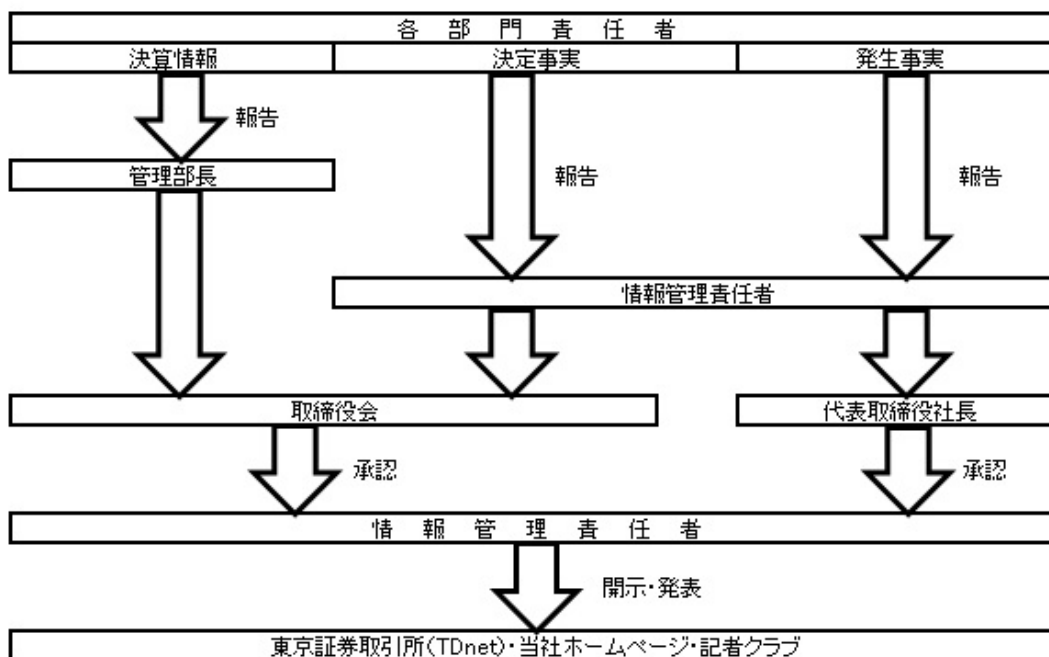 各部門責任者
決算情報 決定事実 発生事実
報告
管理部長
報告 報告
情報管理責任者
取締役会 代表取締役社長
承認 承認
情報管理責任者
開示・発表
東京証券取引所(TDnet)・当社ホームページ・記者クラブ